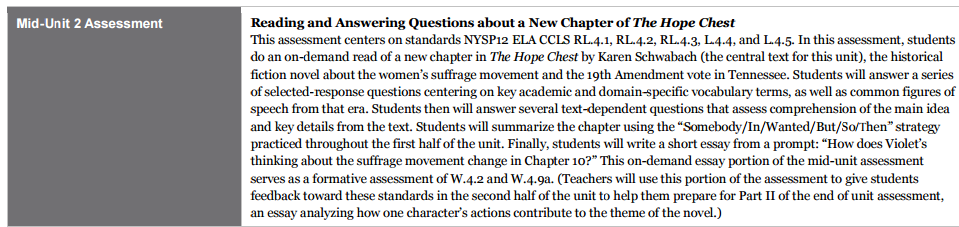 Mid-Unit 2 Assessment
Reading and Answering Questions about a New Chapter of The Hope Chest
This assessment centers on standards NYSP12 ELA CCLS RL.4.1, RL.4.2, RL.4.3, L.4.4, and L.4.5. In this assessment, students
do an on-demand read of a new chapter in The Hope Chest by Karen Schwabach (the central text for this unit), the historical
fiction novel about the women's suffrage movement and the 19th Amendment vote in Tennessee. Students will answer a series
of selected-response questions centering on key academic and domain-specific vocabulary terms, as well as common figures of
speech from that era. Students then will answer several text-dependent questions that assess comprehension of the main idea
and key details from the text. Students will summarize the chapter using the “Somebody/In/Wanted/But/So/Then” strategy
practiced throughout the first half of the unit. Finally, students will write a short essay from a prompt: “How does Violet's
thinking about the suffrage movement change in Chapter 10?” This on-demand essay portion of the mid-unit assessment
serves as a formative assessment of W.4.2 and W.4.9a. (Teachers will use this portion of the assessment to give students
feedback toward these standards in the second half of the unit to help them prepare for Part II of the end of unit assessment,
an essay analyzing how one character's actions contribute to the theme of the novel.)